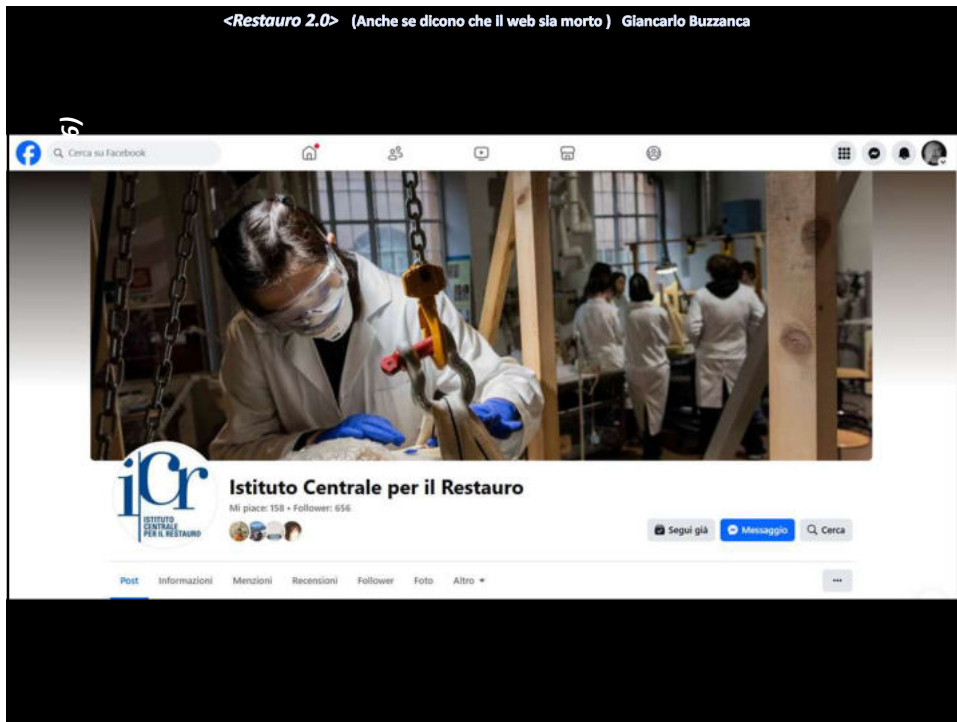 <Restauro 2.0> (Anche se dicono che il web sia morto ) Giancarlo Buzzanca
6)
Cerca su Facebook
icr
ISTITUTO
CENTRALE
PER IL RESTAURO
Istituto Centrale per il Restauro
Mi piace: 158 • Follower: 656
Segui già Messaggio Cerca
Post Informazioni Menzioni Recensioni Follower Foto Altro